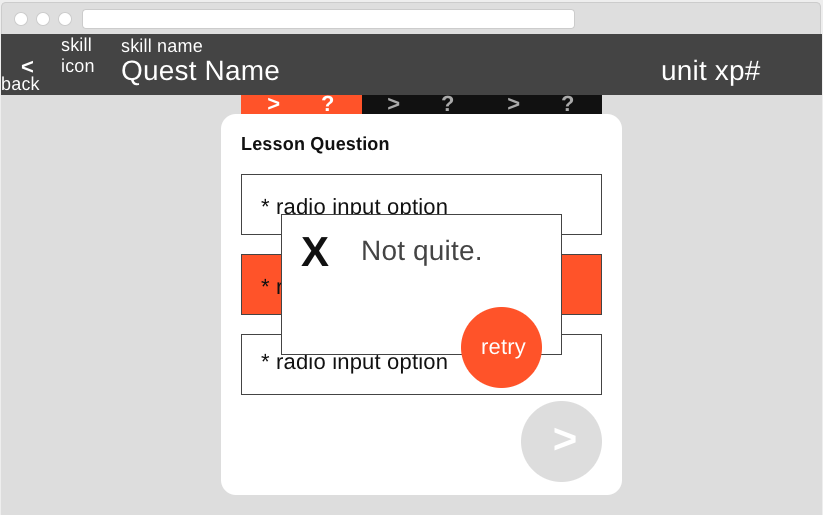 skill
icon
skill name
<
back
Quest Name
unit xp#
> ? > ? > ?
Lesson Question
* radio input option
X Not quite.
* r
retry
* radio input option
>